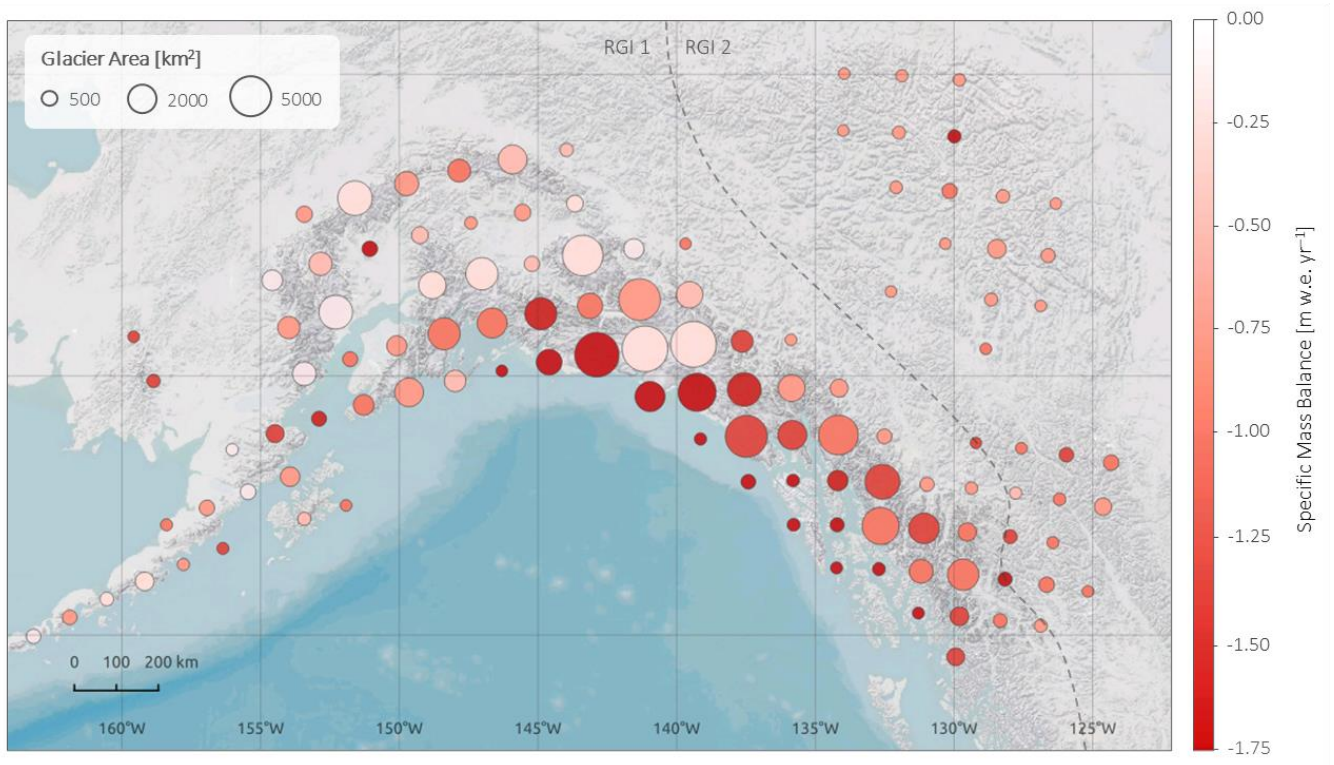 RGI 1 RGI 2
Glacier Area [km²]
500 2000 5000
0 100 200 km
160°W 155°W 150°W 145°W 140°W 135°W 130°W 125°W
0.00
-0.25
-0.50
-0.75
-1.00
-1.25
-1.50
-1.75
Specific Mass Balance [m w.e. yr⁻¹]